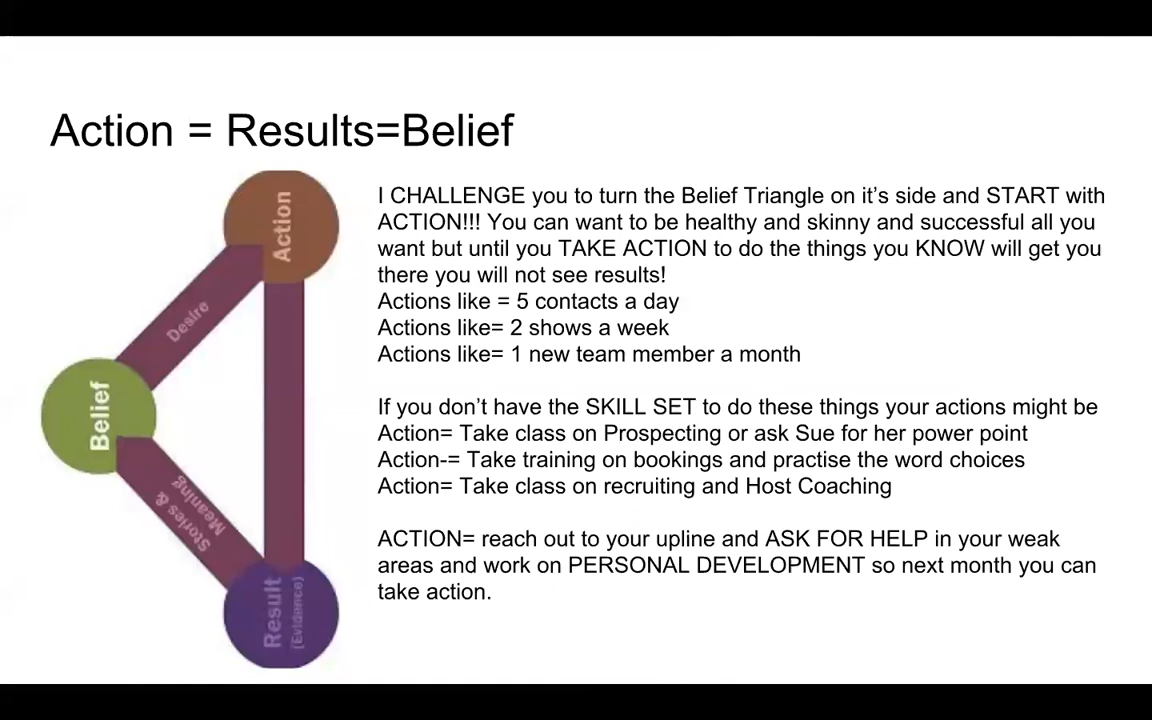 Action = Results=Belief
I CHALLENGE you to turn the Belief Triangle on it's side and START with
ACTION!!! You can want to be healthy and skinny and successful all you
want but until you TAKE ACTION to do the things you KNOW will get you
there you will not see results!
Actions like = 5 contacts a day
Actions like= 2 shows a week
Actions like= 1 new team member a month
If you don't have the SKILL SET to do these things your actions might be
Action= Take class on Prospecting or ask Sue for her power point
Action-= Take training on bookings and practise the word choices
Action= Take class on recruiting and Host Coaching
ACTION= reach out to your upline and ASK FOR HELP in your weak
areas and work on PERSONAL DEVELOPMENT so next month you can
take action.
Action
Desire
Belief
Stories &
Meaning
Result
(Evidence)